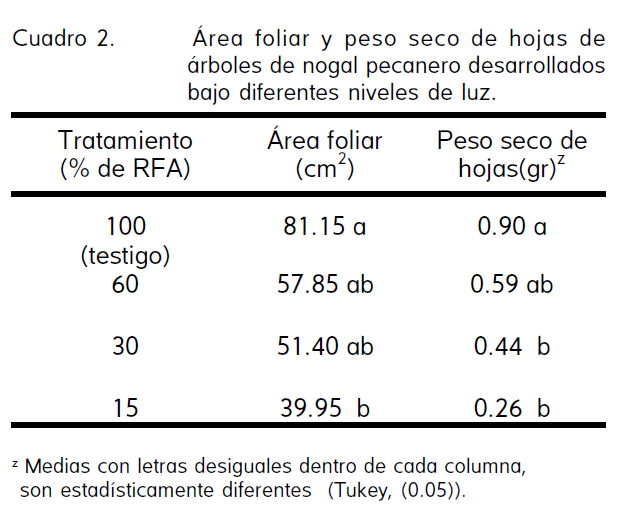 Cuadro 2. Área foliar y peso seco de hojas de
árboles de nogal pecanero desarrollados
bajo diferentes niveles de luz.
Tratamiento Área foliar Peso seco de
(% de RFA) (cm²) hojas(gr)ᶻ
100 81.15 a 0.90 a
(testigo)
60 57.85 ab 0.59 ab
30 51.40 ab 0.44 b
15 39.95 b 0.26 b
ᶻ Medias con letras desiguales dentro de cada columna,
son estadísticamente diferentes (Tukey, (0.05)).